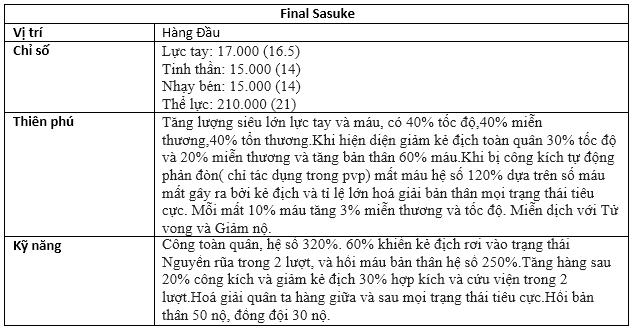 Final Sasuke
Vị trí
Hàng Đầu
Chỉ số
Lực tay: 17.000 (16.5)
Tinh thần: 15.000 (14)
Nhạy bén: 15.000 (14)
Thể lực: 210.000 (21)
Thiên phú
Tăng lượng siêu lớn lực tay và máu, có 40% tốc độ,40% miễn
thương,40% tổn thương.Khi hiện diện giảm kẻ địch toàn quân 30% tốc độ
và 20% miễn thương và tăng bản thân 60% máu.Khi bị công kích tự động
phản đòn( chỉ tác dụng trong pvp) mất máu hệ số 120% dựa trên số máu
mất gây ra bởi kẻ địch và tỉ lệ lớn hoá giải bản thân mọi trạng thái tiêu
cực. Mỗi mất 10% máu tăng 3% miễn thương và tốc độ. Miễn dịch với Tử
vong và Giảm nộ.
Kỹ năng
Công toàn quân, hệ số 320%. 60% khiến kẻ địch rơi vào trạng thái
Nguyên rũa trong 2 lượt, và hồi máu bản thân hệ số 250%.Tăng hàng sau
20% công kích và giảm kẻ địch 30% hợp kích và cứu viện trong 2
lượt.Hoá giải quân ta hàng giữa và sau mọi trạng thái tiêu cực.Hồi bản
thân 50 nộ, đồng đội 30 nộ.